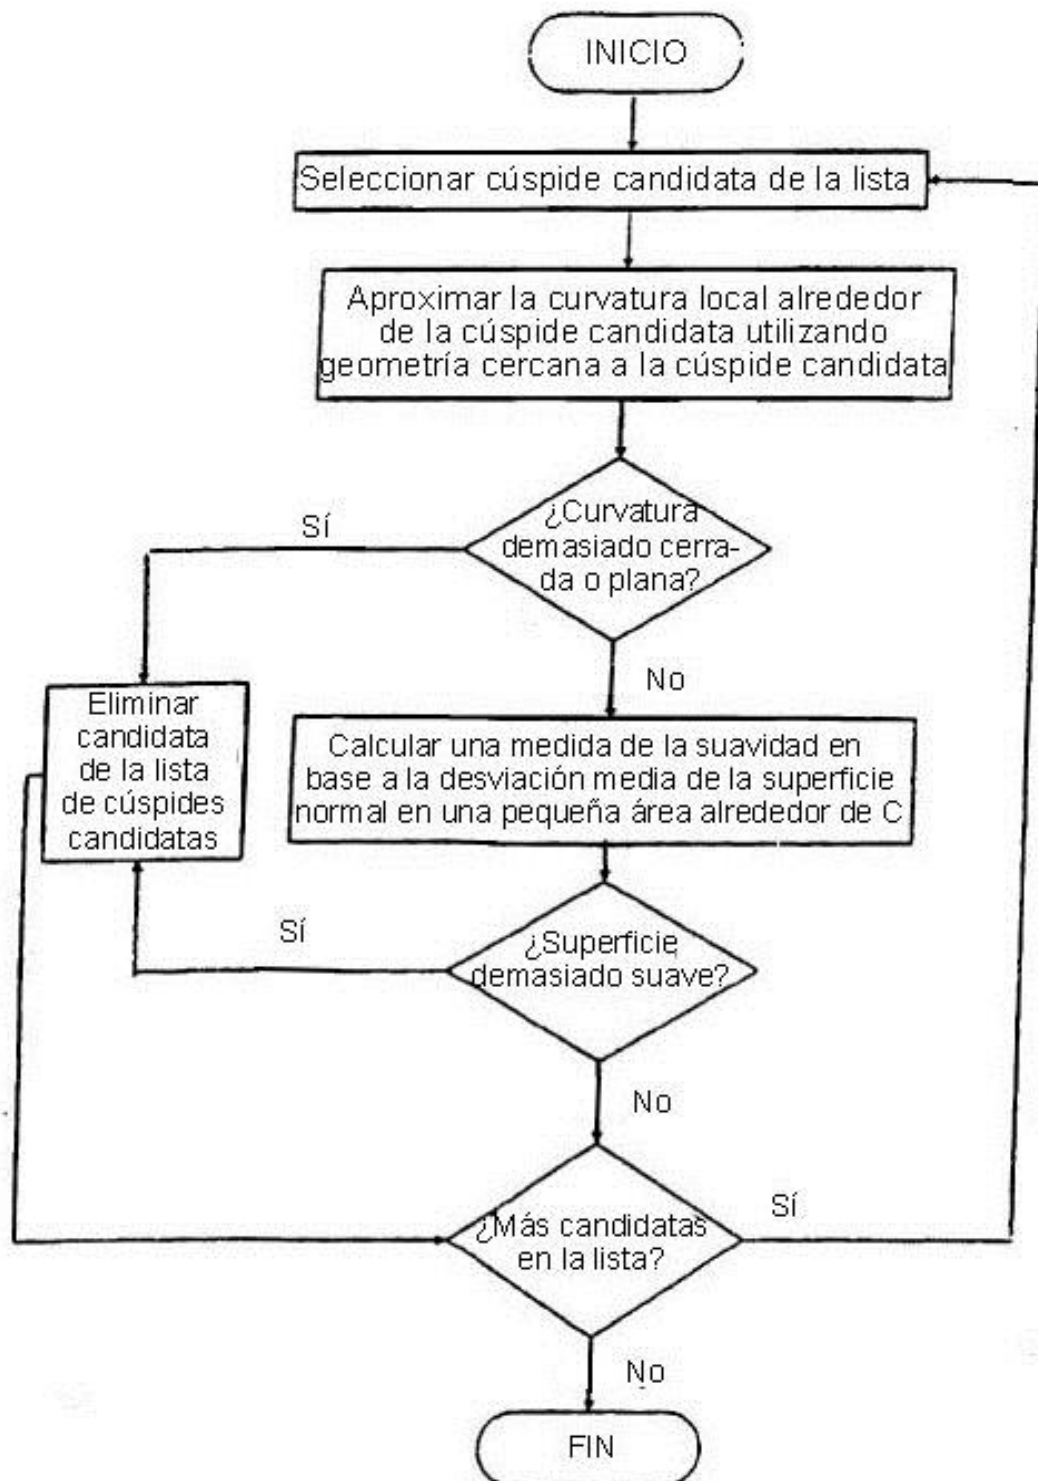 INICIO
Seleccionar cúspide candidata de la lista
Aproximar la curvatura local alrededor
de la cúspide candidata utilizando
geometría cercana a la cúspide candidata
¿Curvatura
demasiado cerra-
da o plana?
Sí
No
Eliminar
candidata
de la lista
de cúspides
candidatas
Calcular una medida de la suavidad en
base a la desviación media de la superficie
normal en una pequeña área alrededor de C
¿Superficie
demasiado suave?
Sí
No
¿Más candidatas
en la lista?
Sí
No
FIN